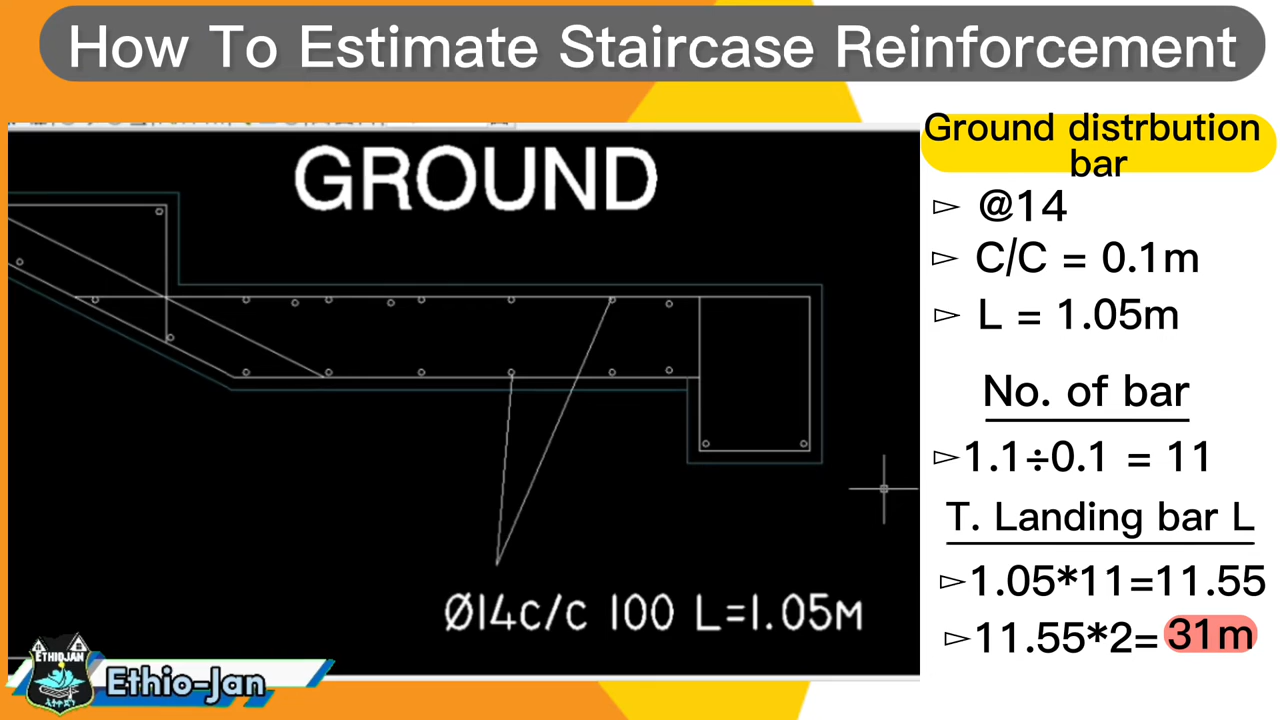 How To Estimate Staircase Reinforcement
GROUND
Ø14c/c 100 L=1.05M
Ground distrbution
bar
▻ @14
▻ C/C = 0.1m
▻ L = 1.05m
No. of bar
▻1.1÷0.1 = 11
T. Landing bar L
▻1.05*11=11.55
▻11.55*2= 31m
ETHIOJAN
Ethio-Jan